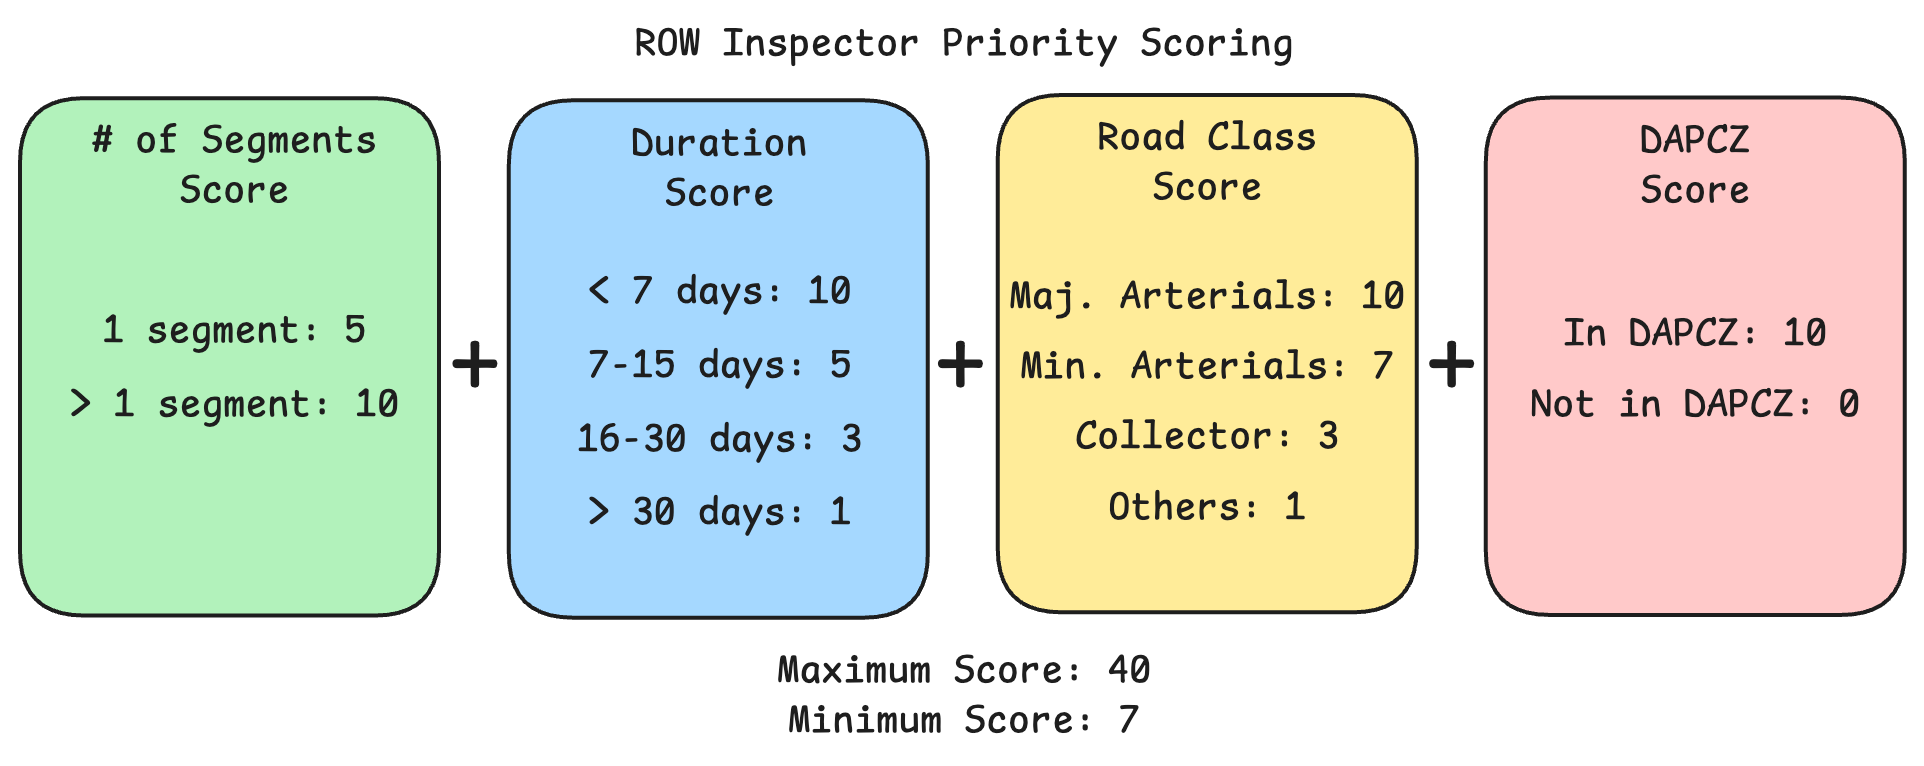 ROW Inspector Priority Scoring
# of Segments
Score
1 segment: 5
> 1 segment: 10
+
Duration
Score
< 7 days: 10
7-15 days: 5
16-30 days: 3
> 30 days: 1
+
Road Class
Score
Maj. Arterials: 10
Min. Arterials: 7
Collector: 3
Others: 1
+
DAPCZ
Score
In DAPCZ: 10
Not in DAPCZ: 0
Maximum Score: 40
Minimum Score: 7